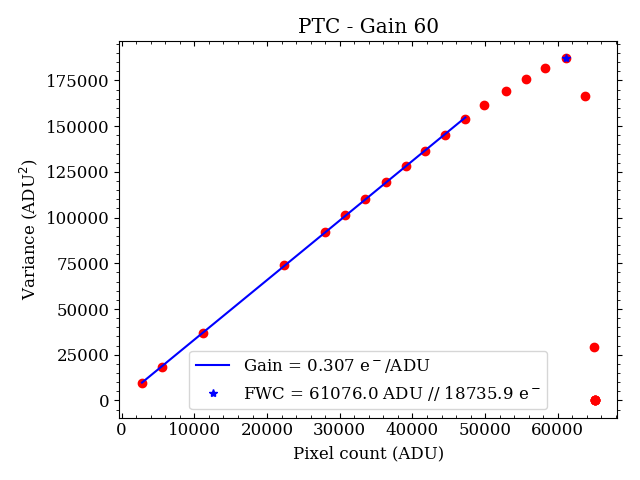 PTC - Gain 60
175000
150000
125000
100000
75000
50000
25000
0
Variance (ADU²)
Gain = 0.307 e⁻/ADU
FWC = 61076.0 ADU // 18735.9 e⁻
0 10000 20000 30000 40000 50000 60000
Pixel count (ADU)